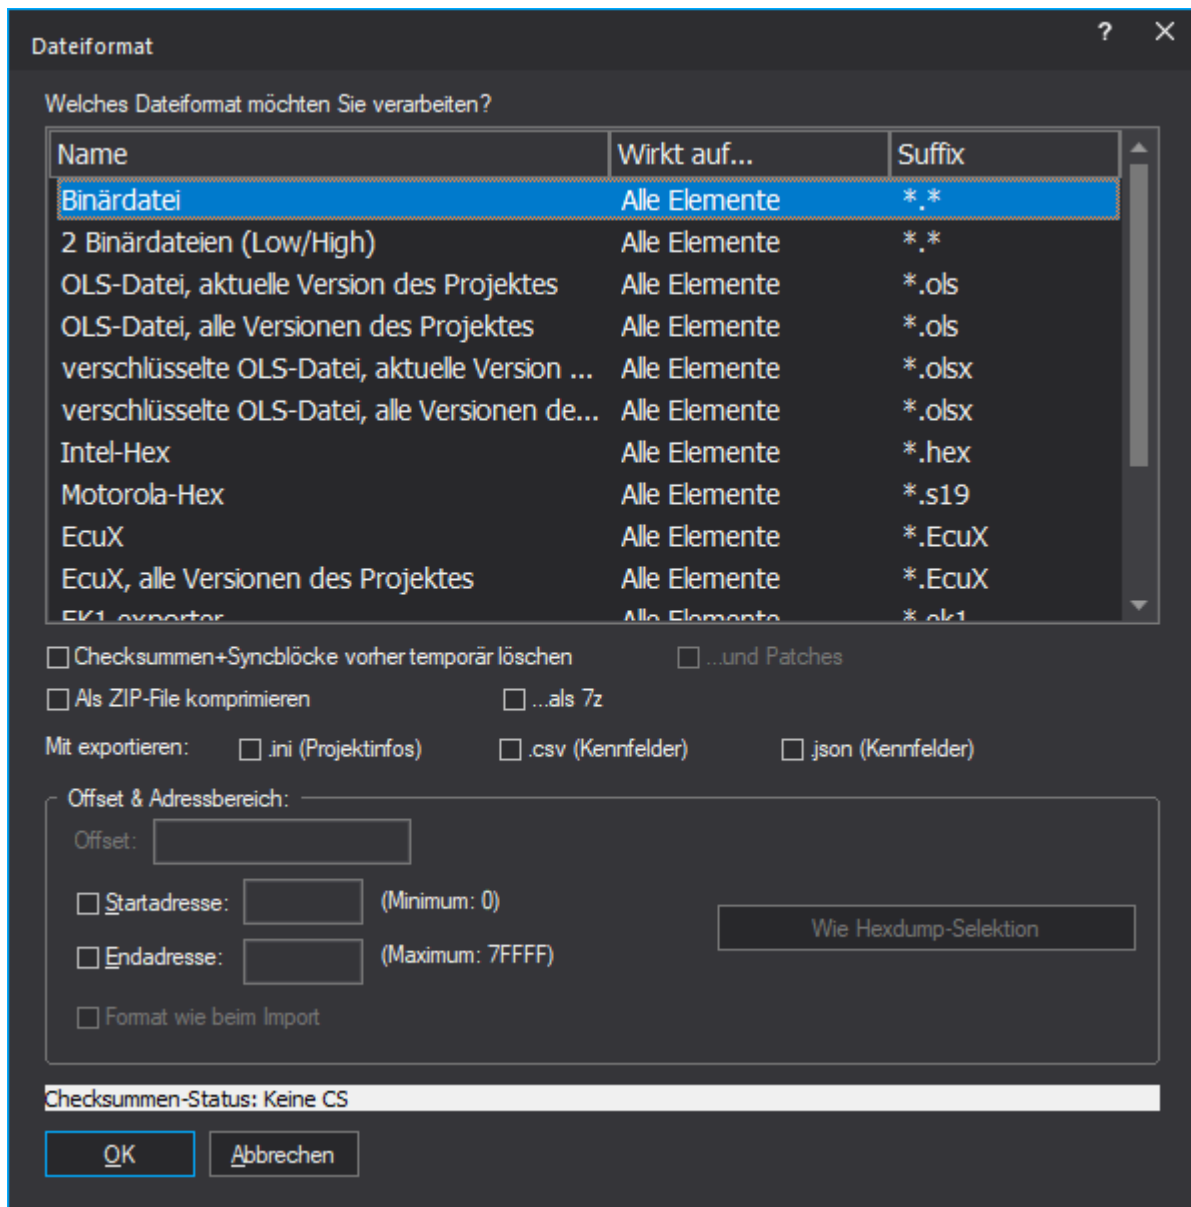 Dateiformat ?
Welches Dateiformat möchten Sie verarbeiten?
Name Wirkt auf... Suffix
Binärdatei Alle Elemente *.*
2 Binärdateien (Low/High) Alle Elemente *.*
OLS-Datei, aktuelle Version des Projektes Alle Elemente *.ols
OLS-Datei, alle Versionen des Projektes Alle Elemente *.ols
verschlüsselte OLS-Datei, aktuelle Version ... Alle Elemente *.olsx
verschlüsselte OLS-Datei, alle Versionen de... Alle Elemente *.olsx
Intel-Hex Alle Elemente *.hex
Motorola-Hex Alle Elemente *.s19
EcuX Alle Elemente *.EcuX
EcuX, alle Versionen des Projektes Alle Elemente *.EcuX
EK1 exporter Alle Elemente *.ek1
Checksummen+Syncblöcke vorher temporär löschen ...und Patches
Als ZIP-File komprimieren ...als 7z
Mit exportieren: .ini (Projektinfos) .csv (Kennfelder) .json (Kennfelder)
Offset & Adressbereich:
Offset:
Startadresse: (Minimum: 0)
Wie Hexdump-Selektion
Endadresse: (Maximum: 7FFFF)
Format wie beim Import
Checksummen-Status: Keine CS
OK Abbrechen